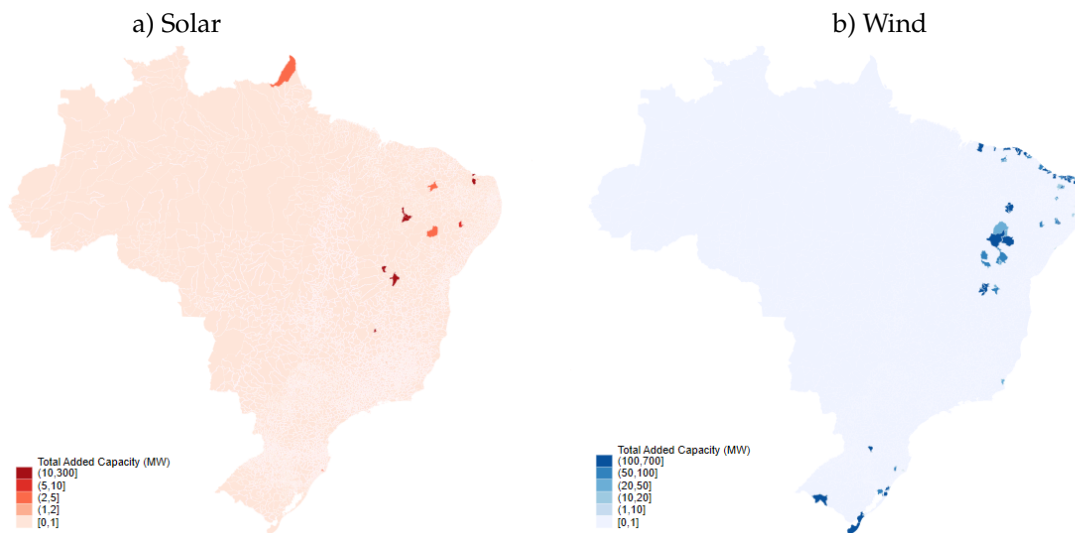 a) Solar
b) Wind
Total Added Capacity (MW)
(10,300]
(5,10]
(2,5]
(1,2]
[0,1]
Total Added Capacity (MW)
(100,700]
(50,100]
(20,50]
(10,20]
(1,10]
[0,1]